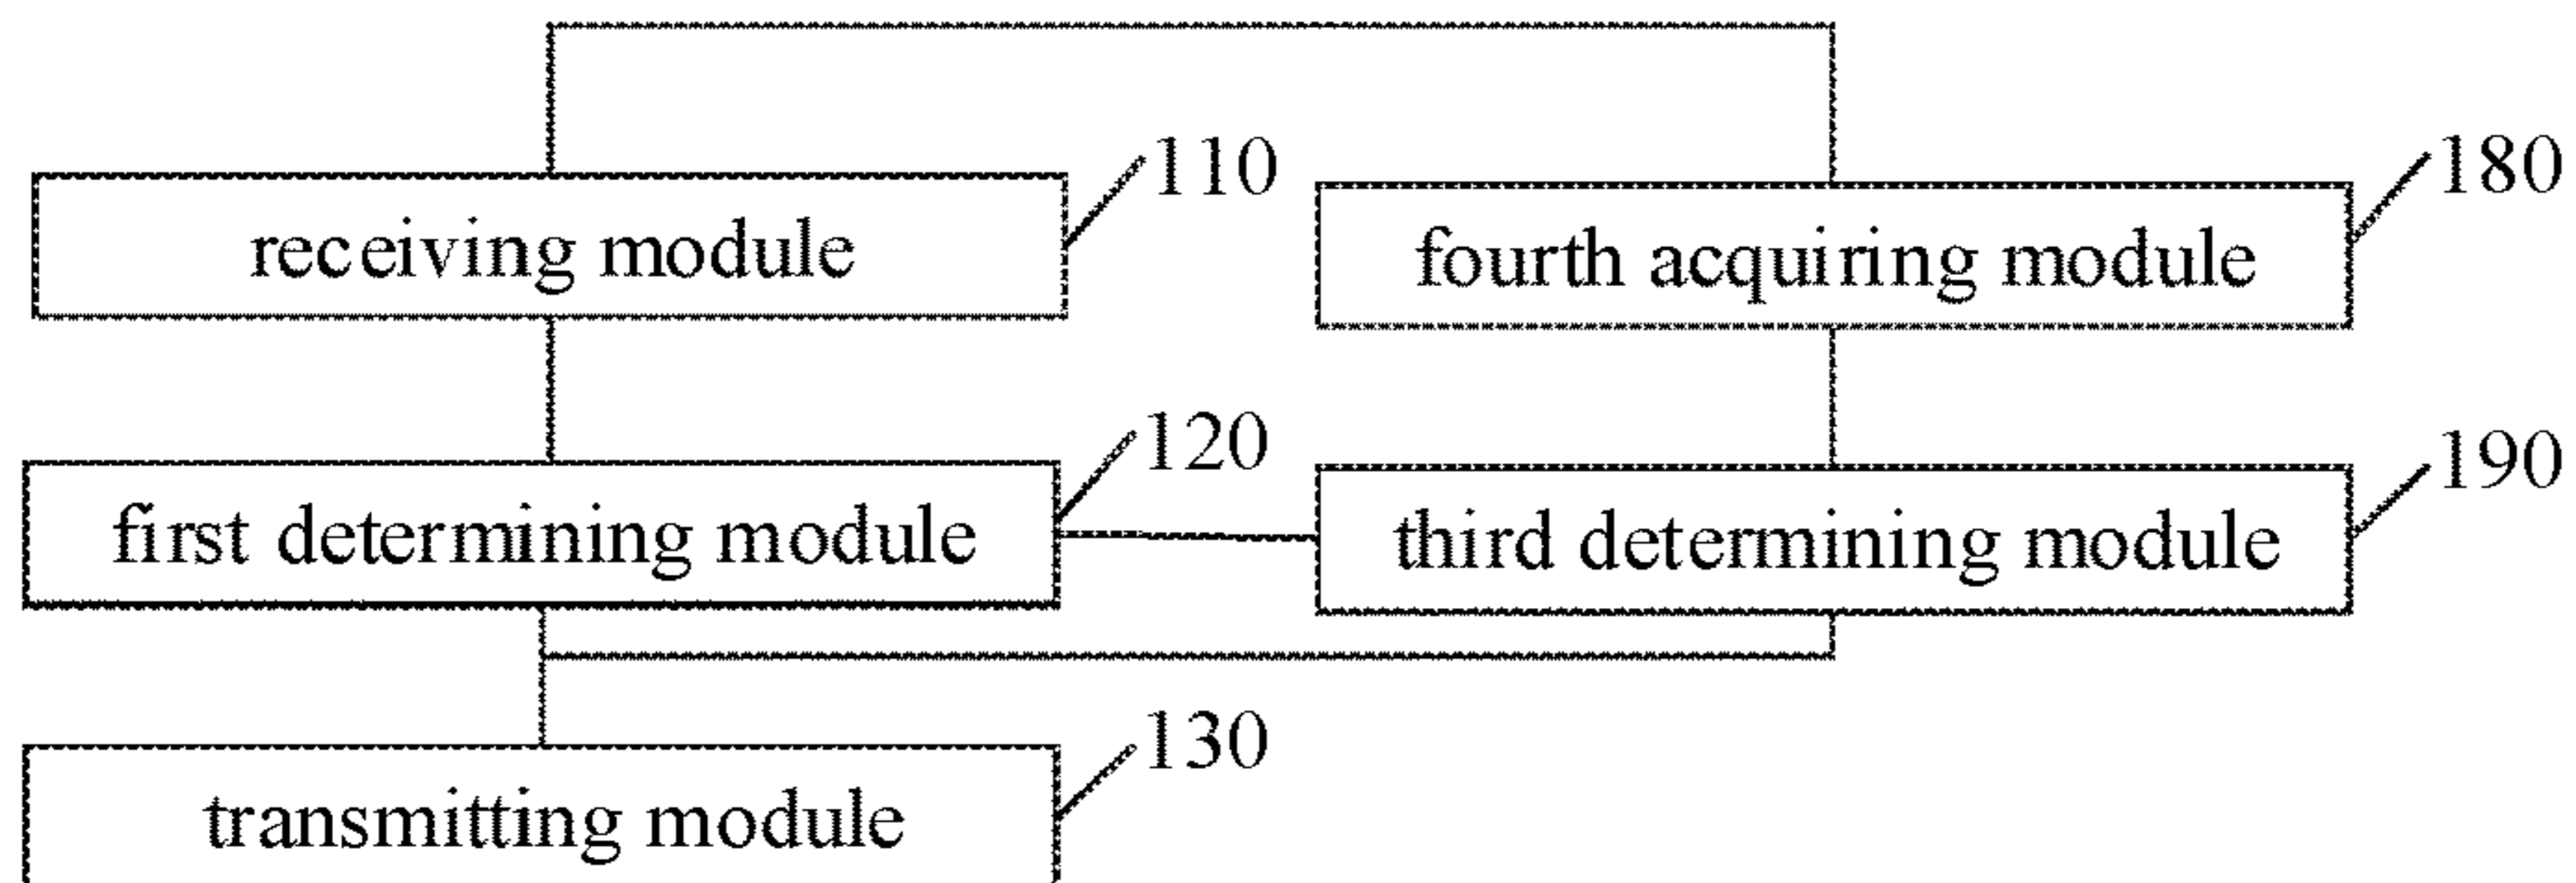 110
180
receiving module
fourth acquiring module
120
190
first determining module
third determining module
130
transmitting module